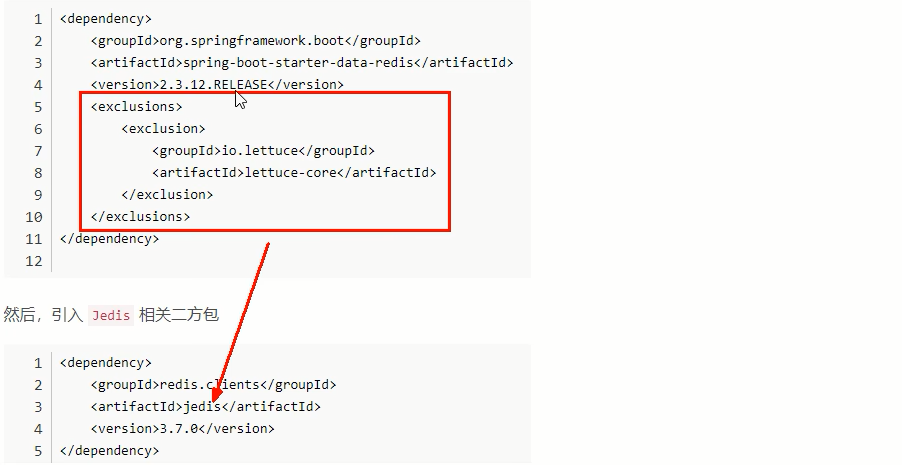 1 <dependency>
2     <groupId>org.springframework.boot</groupId>
3     <artifactId>spring-boot-starter-data-redis</artifactId>
4     <version>2.3.12.RELEASE</version>
5     <exclusions>
6         <exclusion>
7             <groupId>io.lettuce</groupId>
8             <artifactId>lettuce-core</artifactId>
9         </exclusion>
10     </exclusions>
11 </dependency>
12
然后，引入 Jedis 相关二方包
1 <dependency>
2     <groupId>redis.clients</groupId>
3     <artifactId>jedis</artifactId>
4     <version>3.7.0</version>
5 </dependency>